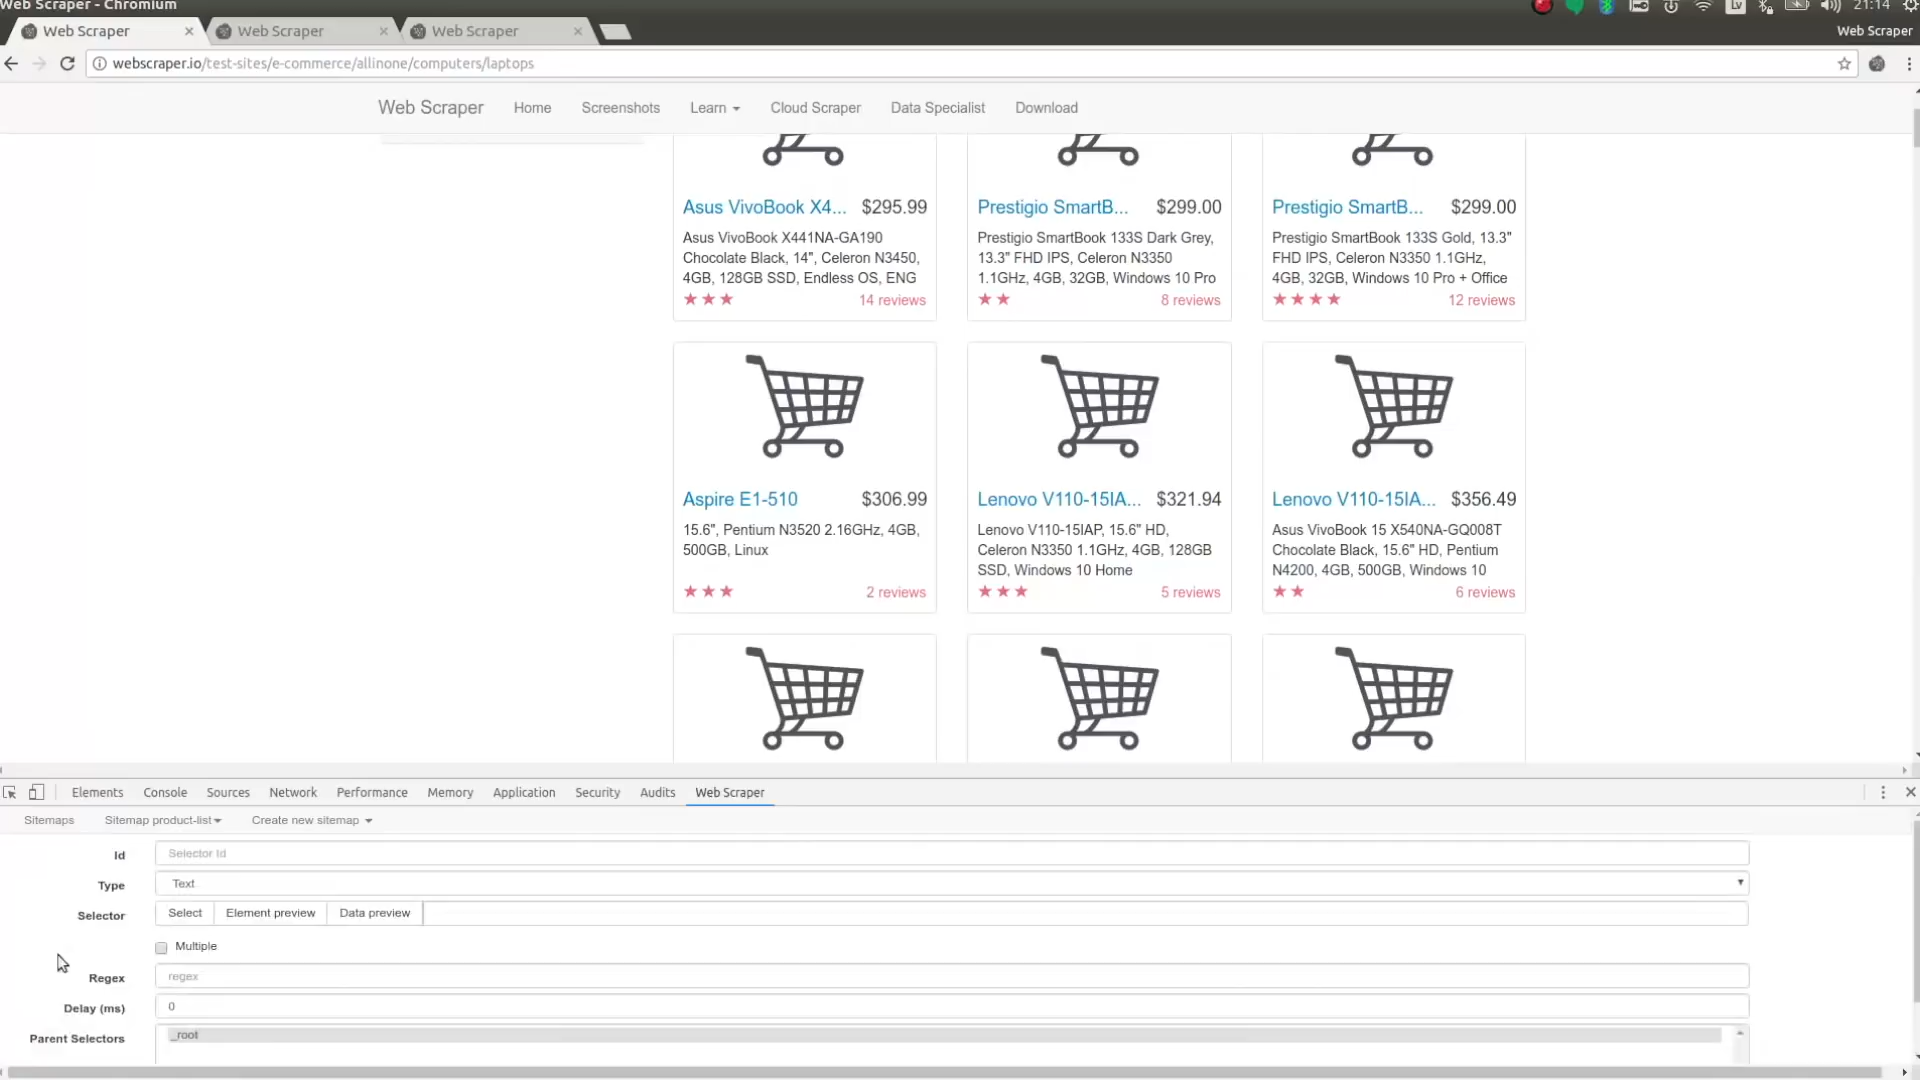 Web Scraper - Chromium
Lv
21:14
Web Scraper
Web Scraper
Web Scraper
Web Scraper
webscraper.io/test-sites/e-commerce/allinone/computers/laptops
Web Scraper Home Screenshots Learn Cloud Scraper Data Specialist Download
Asus VivoBook X4... $295.99
Asus VivoBook X441NA-GA190
Chocolate Black, 14", Celeron N3450,
4GB, 128GB SSD, Endless OS, ENG
14 reviews
Prestigio SmartB... $299.00
Prestigio SmartBook 133S Dark Grey,
13.3" FHD IPS, Celeron N3350
1.1GHz, 4GB, 32GB, Windows 10 Pro
8 reviews
Prestigio SmartB... $299.00
Prestigio SmartBook 133S Gold, 13.3"
FHD IPS, Celeron N3350 1.1GHz,
4GB, 32GB, Windows 10 Pro + Office
12 reviews
Aspire E1-510 $306.99
15.6", Pentium N3520 2.16GHz, 4GB,
500GB, Linux
2 reviews
Lenovo V110-15IA... $321.94
Lenovo V110-15IAP, 15.6" HD,
Celeron N3350 1.1GHz, 4GB, 128GB
SSD, Windows 10 Home
5 reviews
Lenovo V110-15IA... $356.49
Asus VivoBook 15 X540NA-GQ008T
Chocolate Black, 15.6" HD, Pentium
N4200, 4GB, 500GB, Windows 10
6 reviews
Elements Console Sources Network Performance Memory Application Security Audits Web Scraper
Sitemaps Sitemap product-list Create new sitemap
Id Selector Id
Type Text
Selector Select Element preview Data preview
Multiple
Regex regex
Delay (ms) 0
Parent Selectors _root